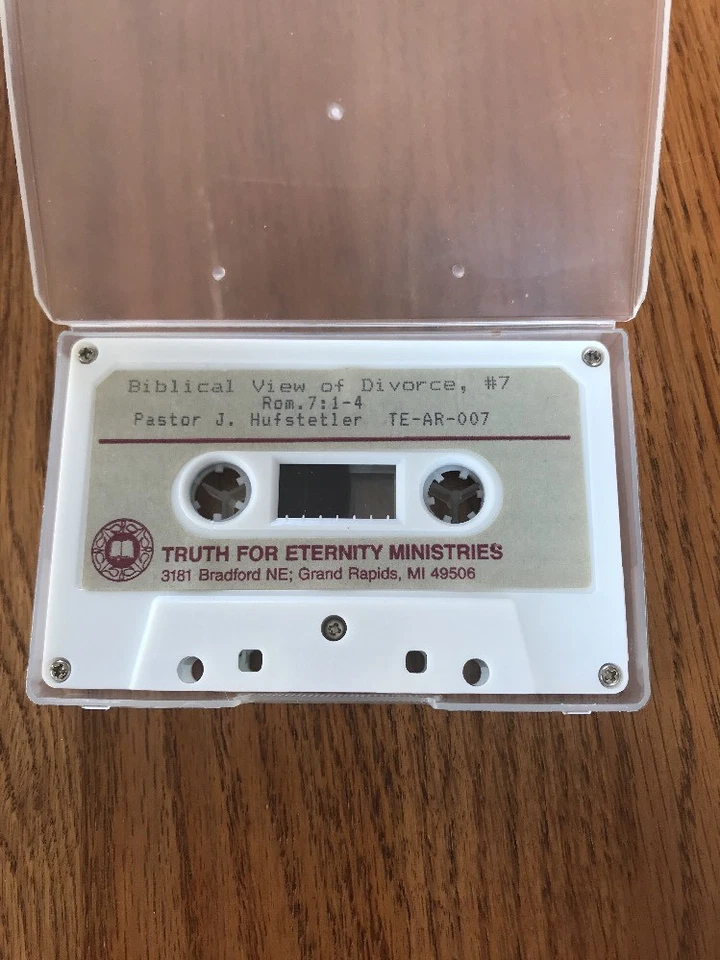 Biblical View of Divorce, #7
Rom.7:1-4
Pastor J. Hufstetler TE-AR-007
TRUTH FOR ETERNITY MINISTRIES
3181 Bradford NE; Grand Rapids, MI 49506